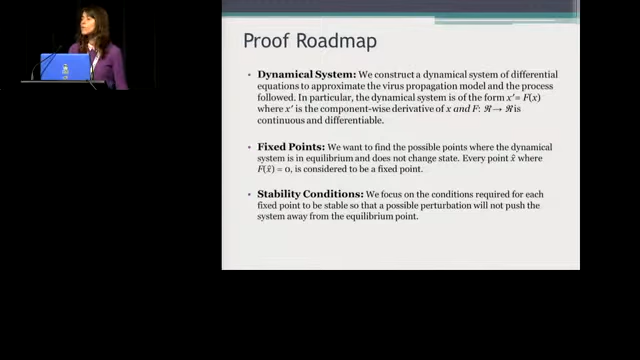 Proof Roadmap
• Dynamical System: We construct a dynamical system of differential
equations to approximate the virus propagation model and the process
followed. In particular, the dynamical system is of the form x'= F(x)
where x' is the component-wise derivative of x and F: ℜ → ℜ is
continuous and differentiable.
• Fixed Points: We want to find the possible points where the dynamical
system is in equilibrium and does not change state. Every point x̂ where
F(x̂) = 0, is considered to be a fixed point.
• Stability Conditions: We focus on the conditions required for each
fixed point to be stable so that a possible perturbation will not push the
system away from the equilibrium point.